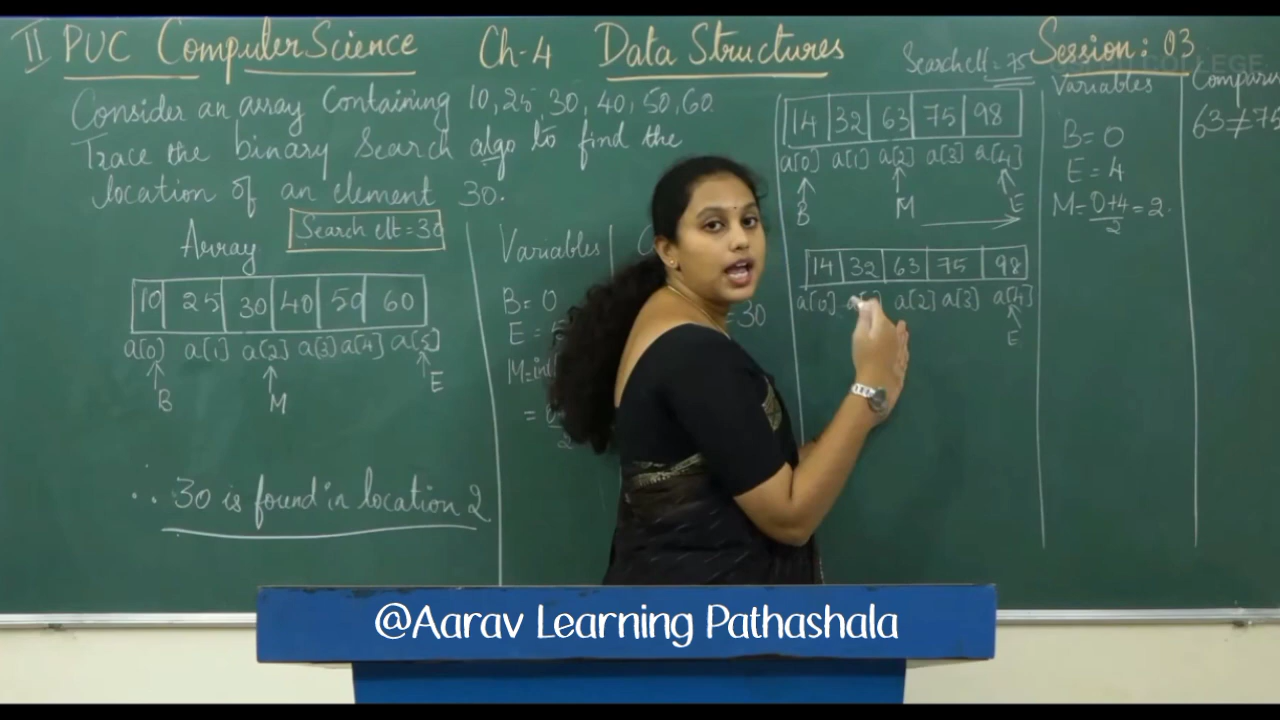 II PUC Computer Science Ch-4 Data Structures Session: 03
Consider an array Containing 10, 25, 30, 40, 50, 60.
Trace the binary Search algo to find the
location of an element 30.
Array
Search elt = 30
10 25 30 40 50 60
a[0] a[1] a[2] a[3] a[4] a[5]
B M E
∴ 30 is found in location 2
Variables
B = 0
E =
M=int
=
2
=30
Search elt = 75
14 32 63 75 98
a[0] a[1] a[2] a[3] a[4]
B M E
14 32 63 75 98
a[0] a[2] a[3] a[4]
E
Variables
B = 0
E = 4
M = 0+4/2 = 2.
63≠75
COLLEGE
@Aarav Learning Pathashala